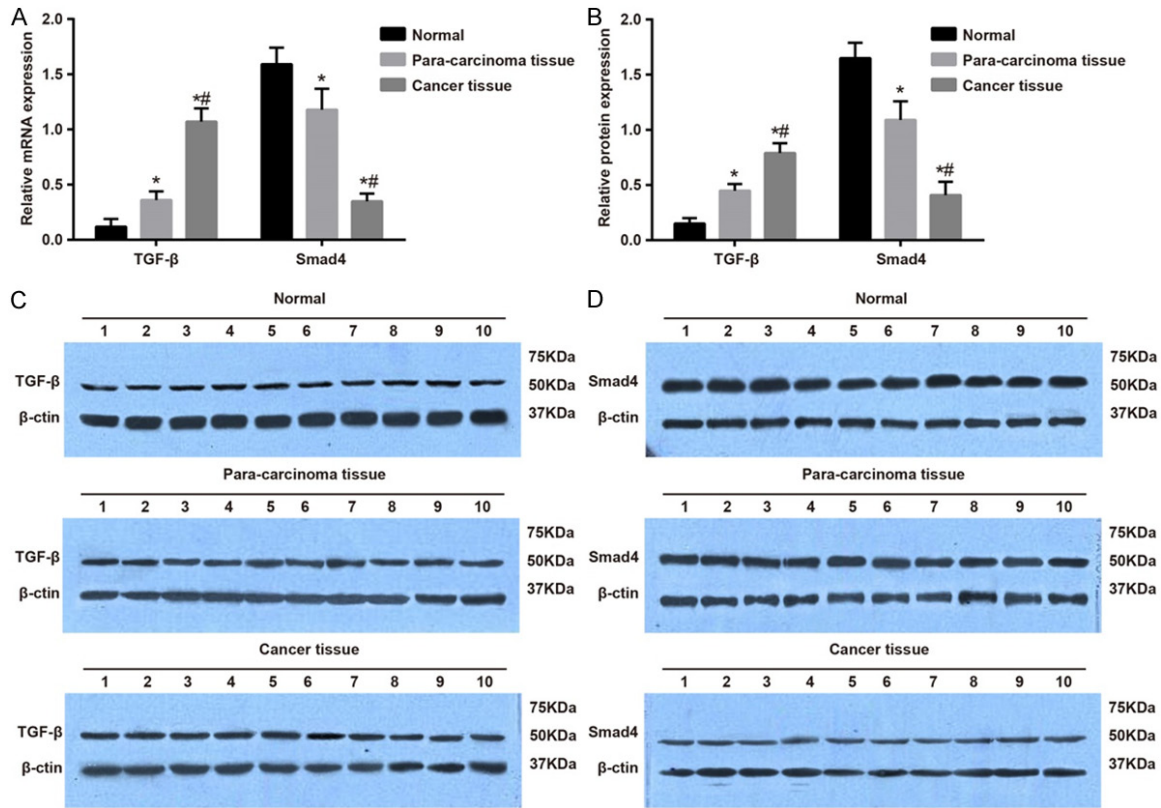 A
Relative mRNA expression
2.0
1.5
1.0
0.5
0.0
Normal
Para-carcinoma tissue
Cancer tissue
*
*#
*
*#
TGF-β
Smad4
B
Relative protein expression
2.0
1.5
1.0
0.5
0.0
Normal
Para-carcinoma tissue
Cancer tissue
*
*#
*
*#
TGF-β
Smad4
C
Normal
1 2 3 4 5 6 7 8 9 10
75KDa
TGF-β 50KDa
β-ctin 37KDa
Para-carcinoma tissue
1 2 3 4 5 6 7 8 9 10
75KDa
TGF-β 50KDa
β-ctin 37KDa
Cancer tissue
1 2 3 4 5 6 7 8 9 10
75KDa
TGF-β 50KDa
β-ctin 37KDa
D
Normal
1 2 3 4 5 6 7 8 9 10
75KDa
Smad4 50KDa
β-ctin 37KDa
Para-carcinoma tissue
1 2 3 4 5 6 7 8 9 10
75KDa
Smad4 50KDa
β-ctin 37KDa
Cancer tissue
1 2 3 4 5 6 7 8 9 10
75KDa
Smad4 50KDa
β-ctin 37KDa